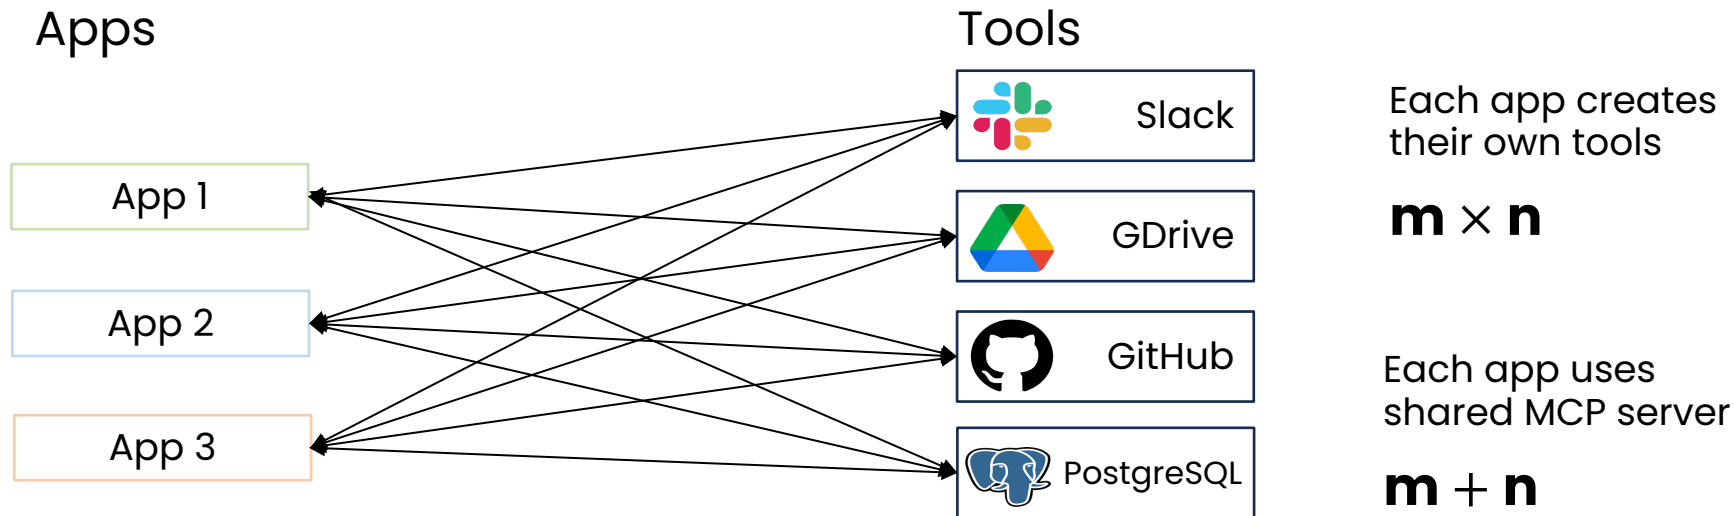 Apps
App 1
App 2
App 3
Tools
Slack
GDrive
GitHub
PostgreSQL
Each app creates
their own tools
m × n
Each app uses
shared MCP server
m + n